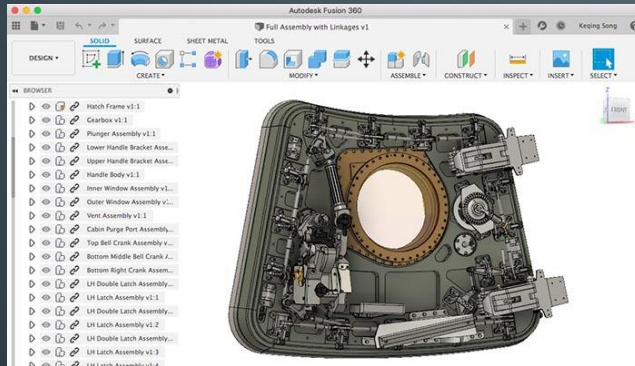 Autodesk Fusion 360
Full Assembly with Linkages v1
Keqing Song
SOLID
SURFACE
SHEET METAL
TOOLS
DESIGN
CREATE
MODIFY
ASSEMBLE
CONSTRUCT
INSPECT
INSERT
SELECT
BROWSER
FRONT
Hatch Frame v1:1
Gearbox v1:1
Plunger Assembly v1:1
Lower Handle Bracket Asse...
Upper Handle Bracket Asse...
Handle Body v1:1
Inner Window Assembly v1...
Outer Window Assembly v1...
Vent Assembly v1:1
Cabin Purge Port Assembly...
Top Bell Crank Assembly v...
Bottom Middle Bell Crank A...
Bottom Right Crank Assem...
LH Double Latch Assembly...
LH Latch Assembly v1:1
LH Double Latch Assembly...
LH Latch Assembly v1:2
LH Double Latch Assembly...
LH Latch Assembly v1:3
LH Latch Assembly v1:4